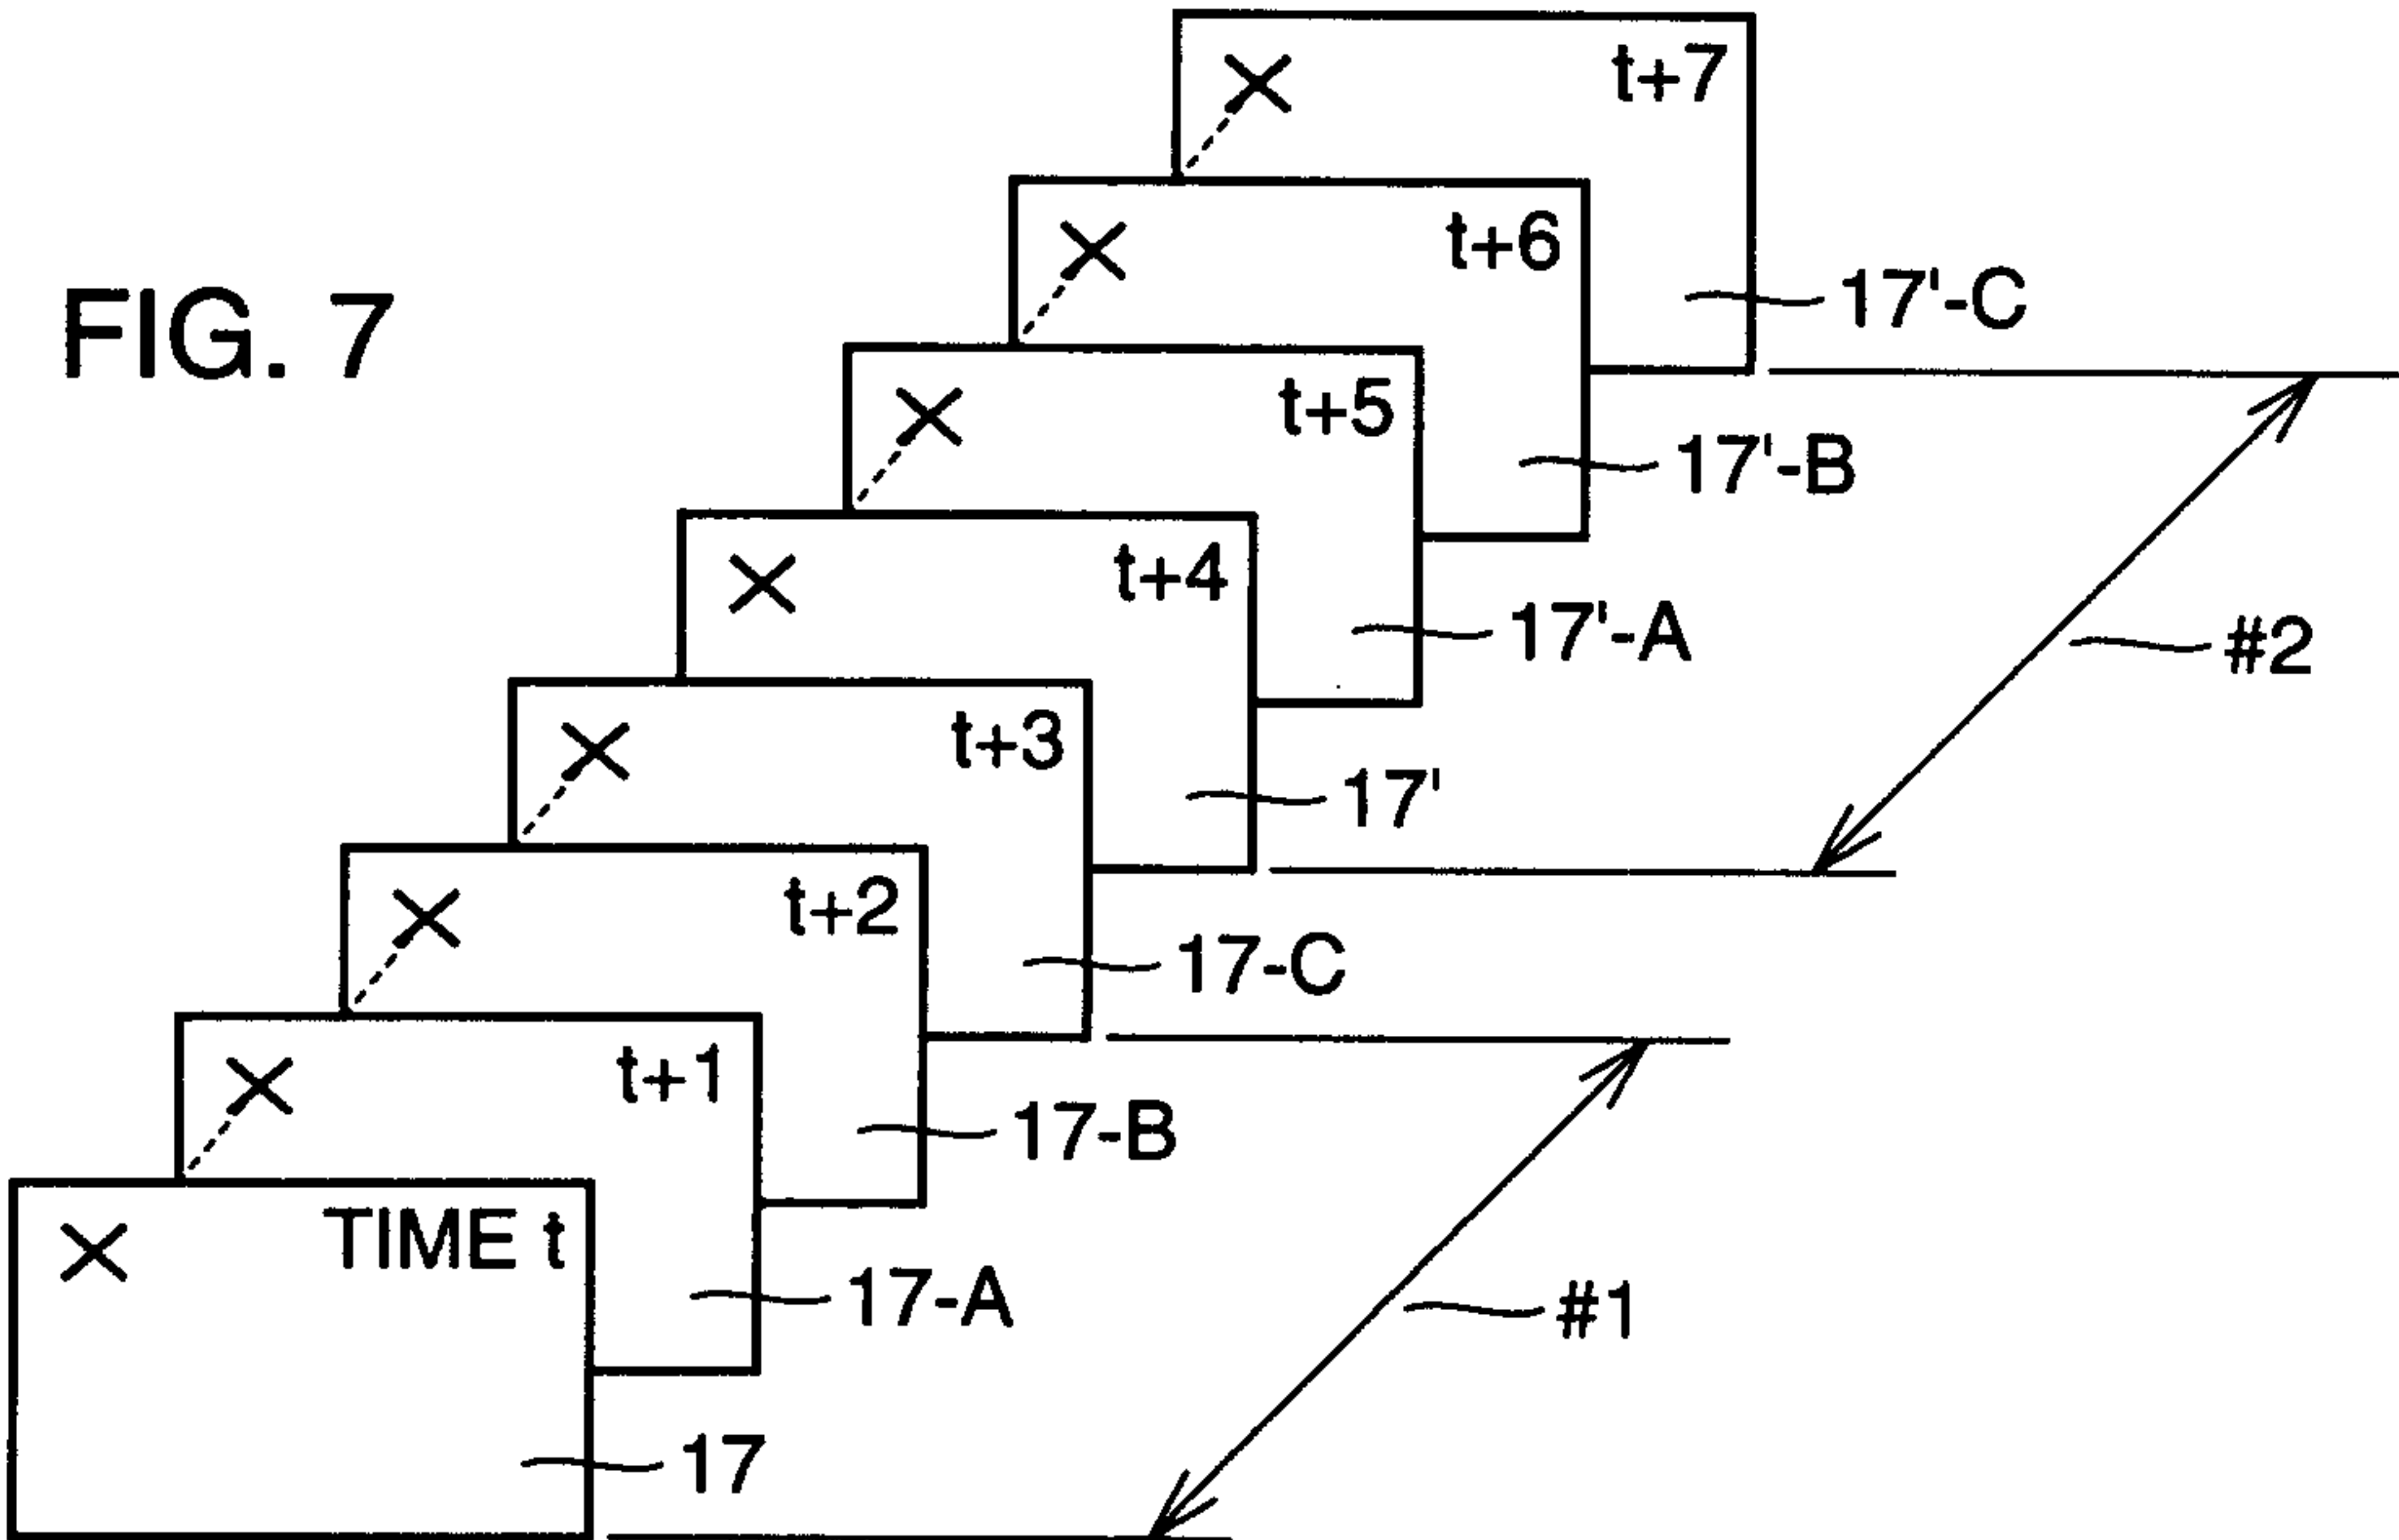 FIG. 7
t+7
17'-C
t+6
17'-B
t+5
17'-A
#2
t+4
17'
t+3
17-C
t+2
17-B
t+1
17-A
#1
TIME t
17